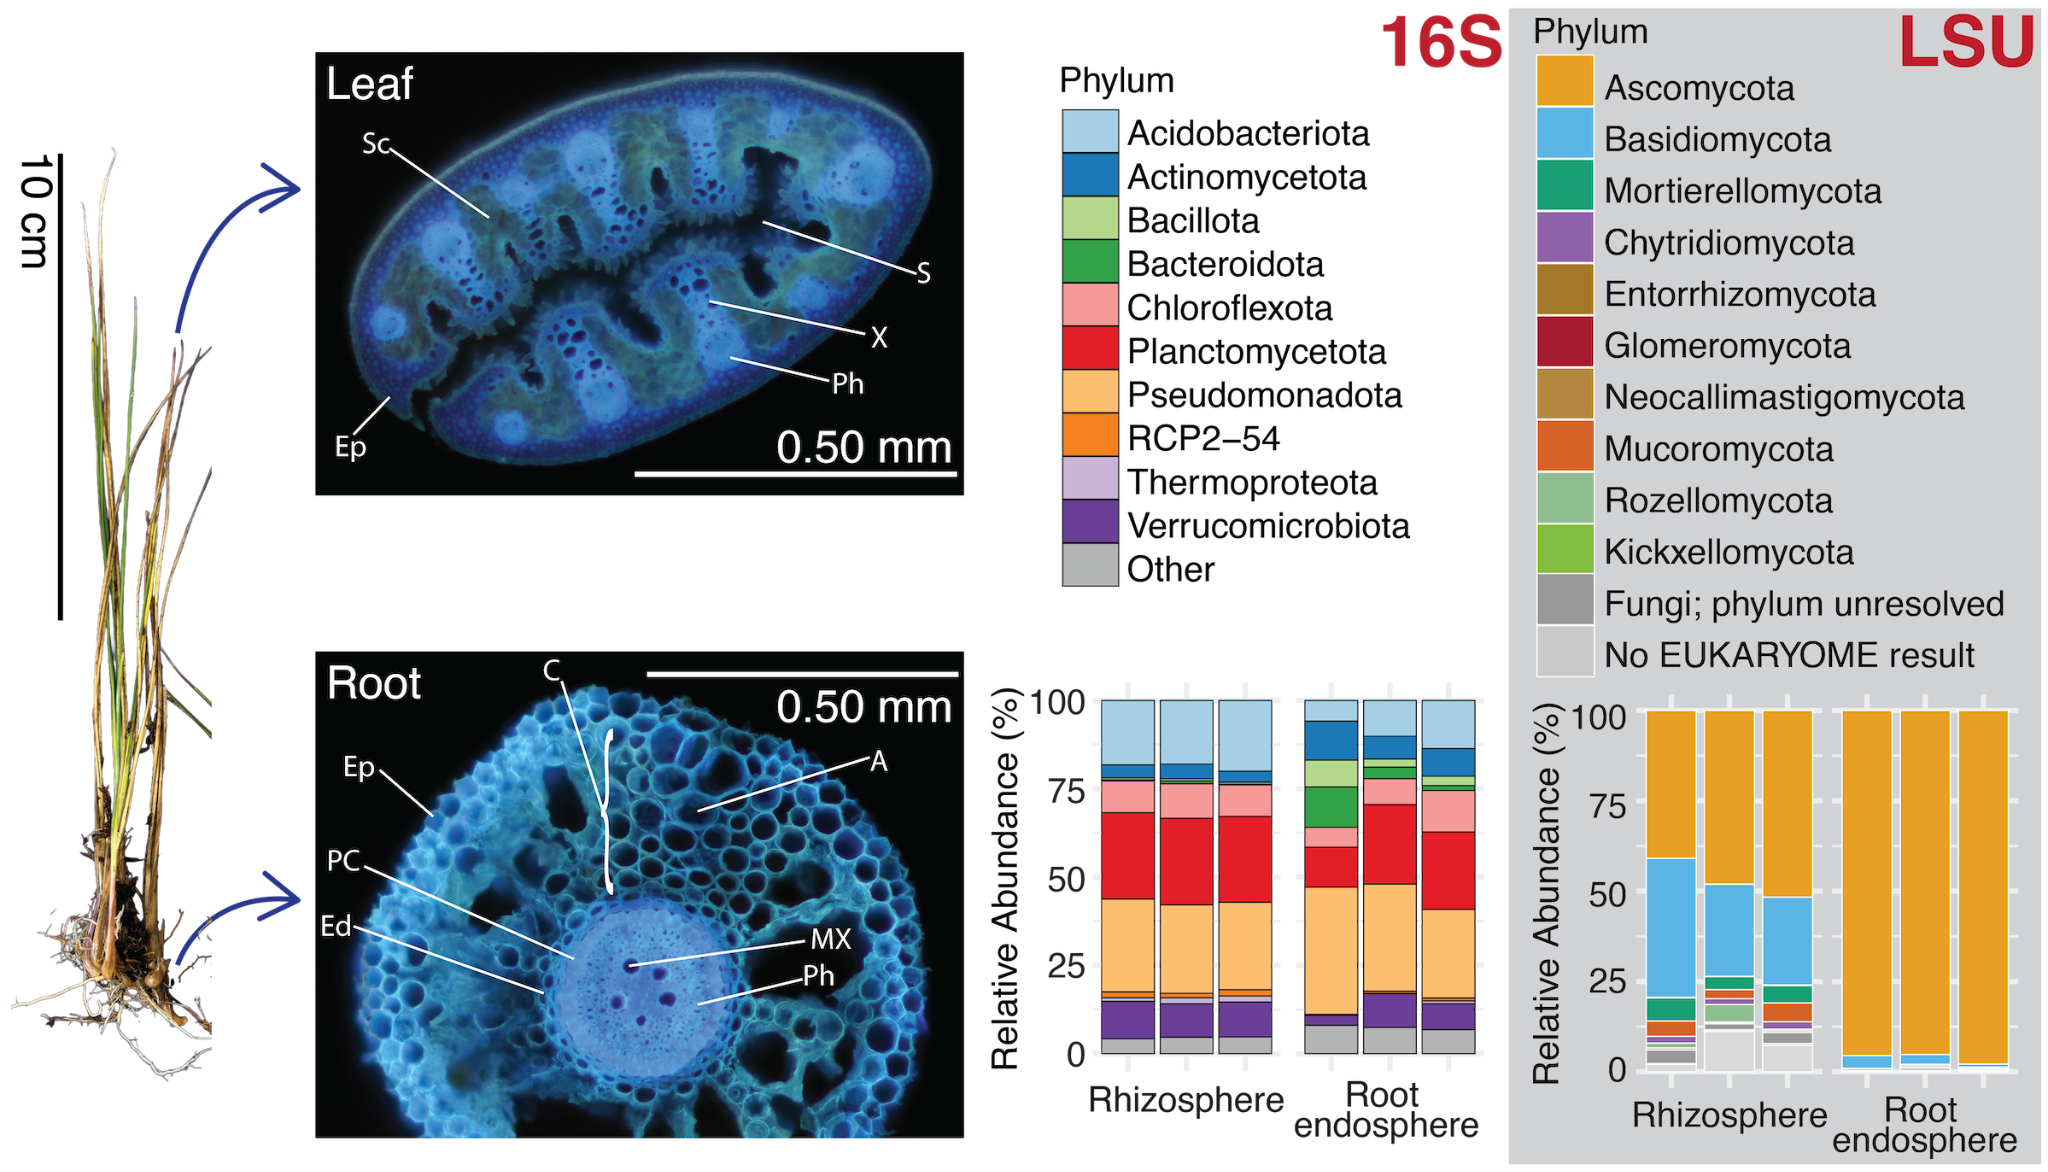 10 cm
Leaf
Sc
S
X
Ph
Ep
0.50 mm
Root
C
0.50 mm
Ep
A
PC
Ed
MX
Ph
16S
Phylum
Acidobacteriota
Actinomycetota
Bacillota
Bacteroidota
Chloroflexota
Planctomycetota
Pseudomonadota
RCP2–54
Thermoproteota
Verrucomicrobiota
Other
Relative Abundance (%)
100
75
50
25
0
Rhizosphere
Root
endosphere
LSU
Phylum
Ascomycota
Basidiomycota
Mortierellomycota
Chytridiomycota
Entorrhizomycota
Glomeromycota
Neocallimastigomycota
Mucoromycota
Rozellomycota
Kickxellomycota
Fungi; phylum unresolved
No EUKARYOME result
Relative Abundance (%)
100
75
50
25
0
Rhizosphere
Root
endosphere